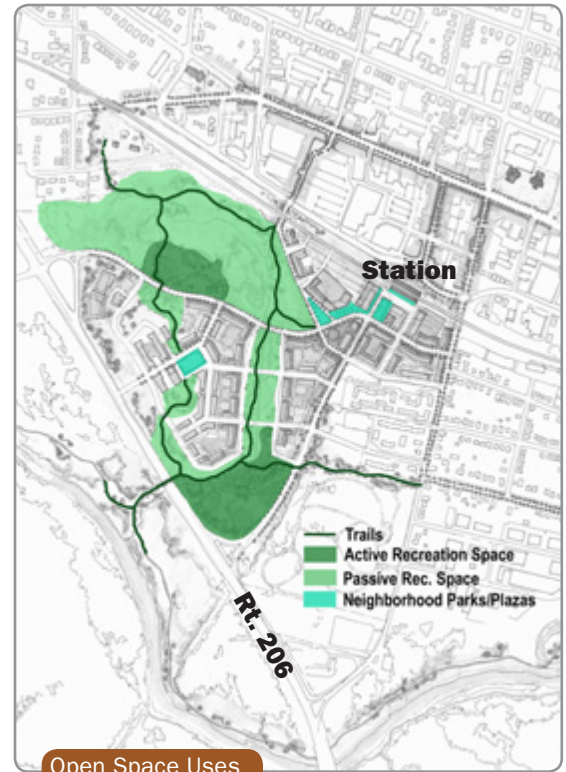 Station
Trails
Active Recreation Space
Passive Rec. Space
Neighborhood Parks/Plazas
Rt. 206
Open Space Uses